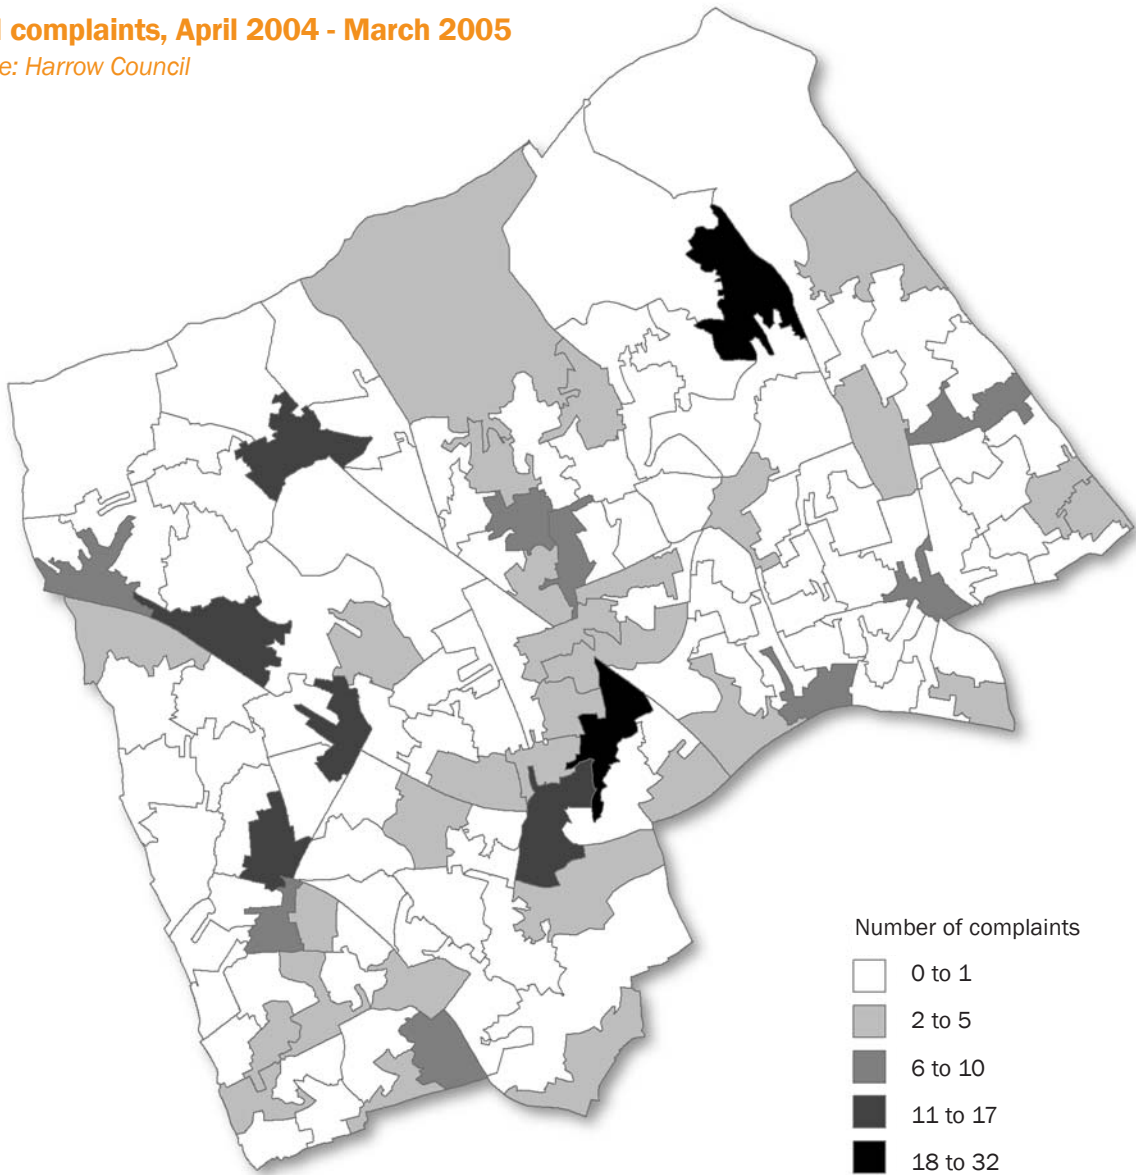 complaints, April 2004 - March 2005
Harrow Council
Number of complaints
0 to 1
2 to 5
6 to 10
11 to 17
18 to 32